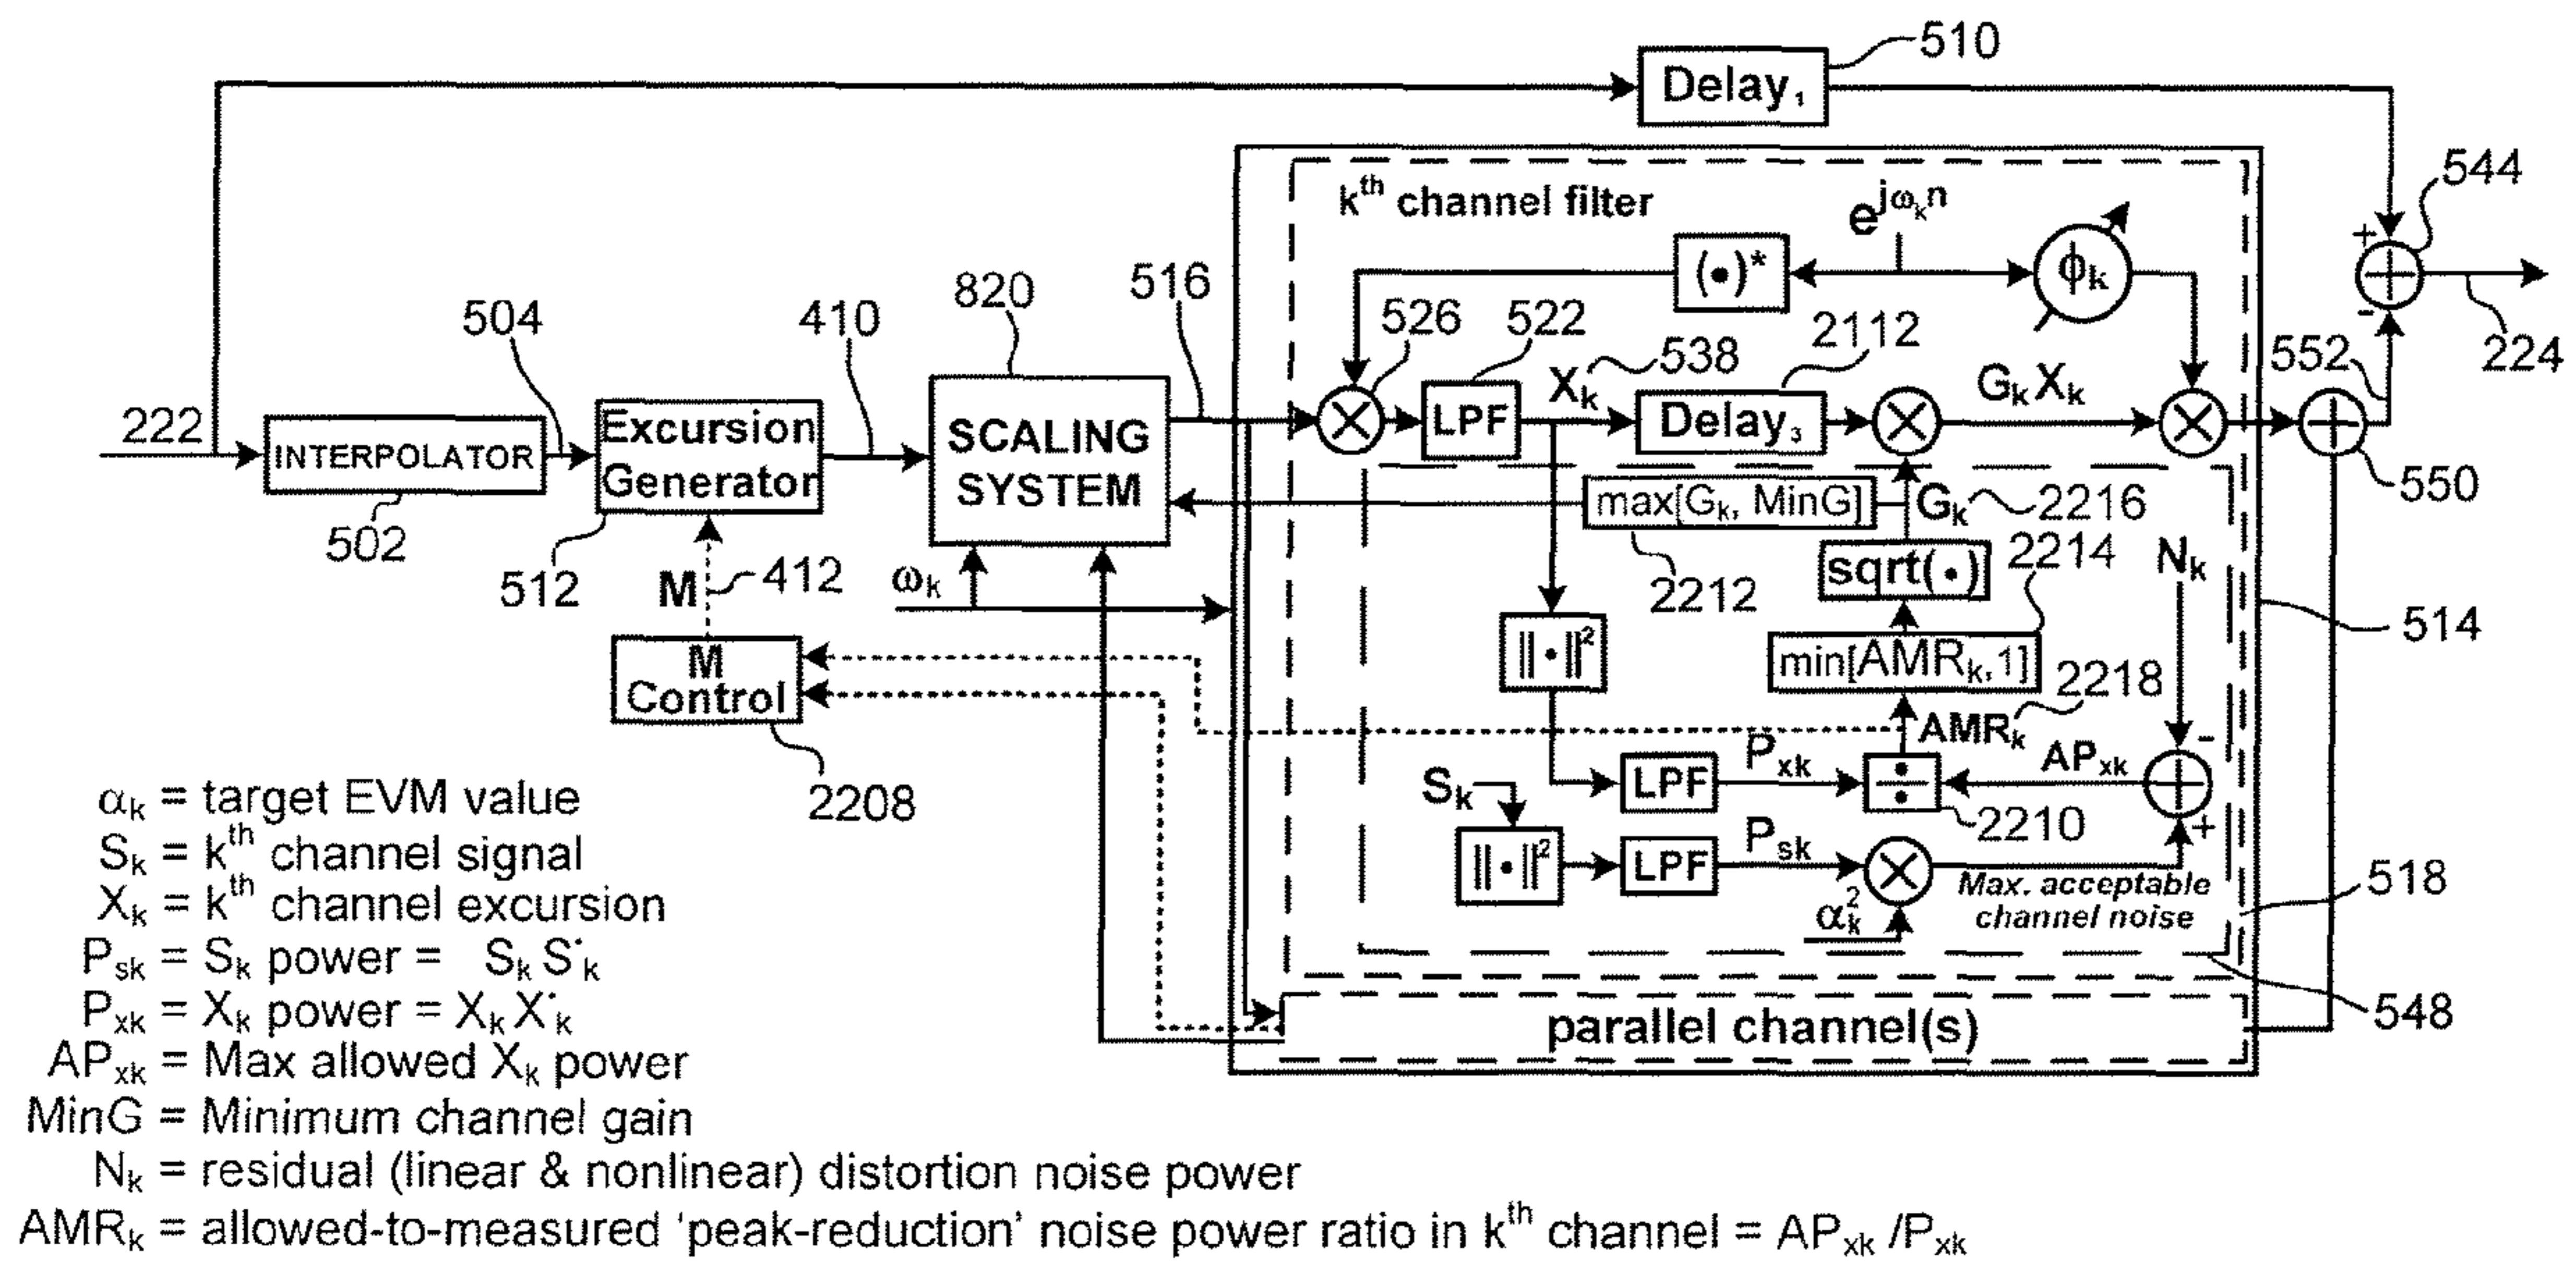 510
Delay₁
544
kᵗʰ channel filter
e^jωₖn
(•)*
ϕₖ
+
-
224
222
INTERPOLATOR
502
504
Excursion
Generator
512
410
820
SCALING
SYSTEM
516
526
522
LPF
Xₖ
538
2112
Delay₃
GₖXₖ
552
550
max[Gₖ, MinG]
2212
Gₖ
2216
sqrt(•)
2214
Nₖ
M
412
ωₖ
M
Control
2208
||•||²
min[AMRₖ,1]
2218
AMRₖ
514
LPF
Pₓₖ
÷
2210
APₓₖ
-
+
Sₖ
||•||²
LPF
Pₛₖ
αₖ²
Max. acceptable
channel noise
518
548
parallel channel(s)
αₖ = target EVM value
Sₖ = kᵗʰ channel signal
Xₖ = kᵗʰ channel excursion
Pₛₖ = Sₖ power = Sₖ S*ₖ
Pₓₖ = Xₖ power = Xₖ X*ₖ
APₓₖ = Max allowed Xₖ power
MinG = Minimum channel gain
Nₖ = residual (linear & nonlinear) distortion noise power
AMRₖ = allowed-to-measured 'peak-reduction' noise power ratio in kᵗʰ channel = APₓₖ /Pₓₖ